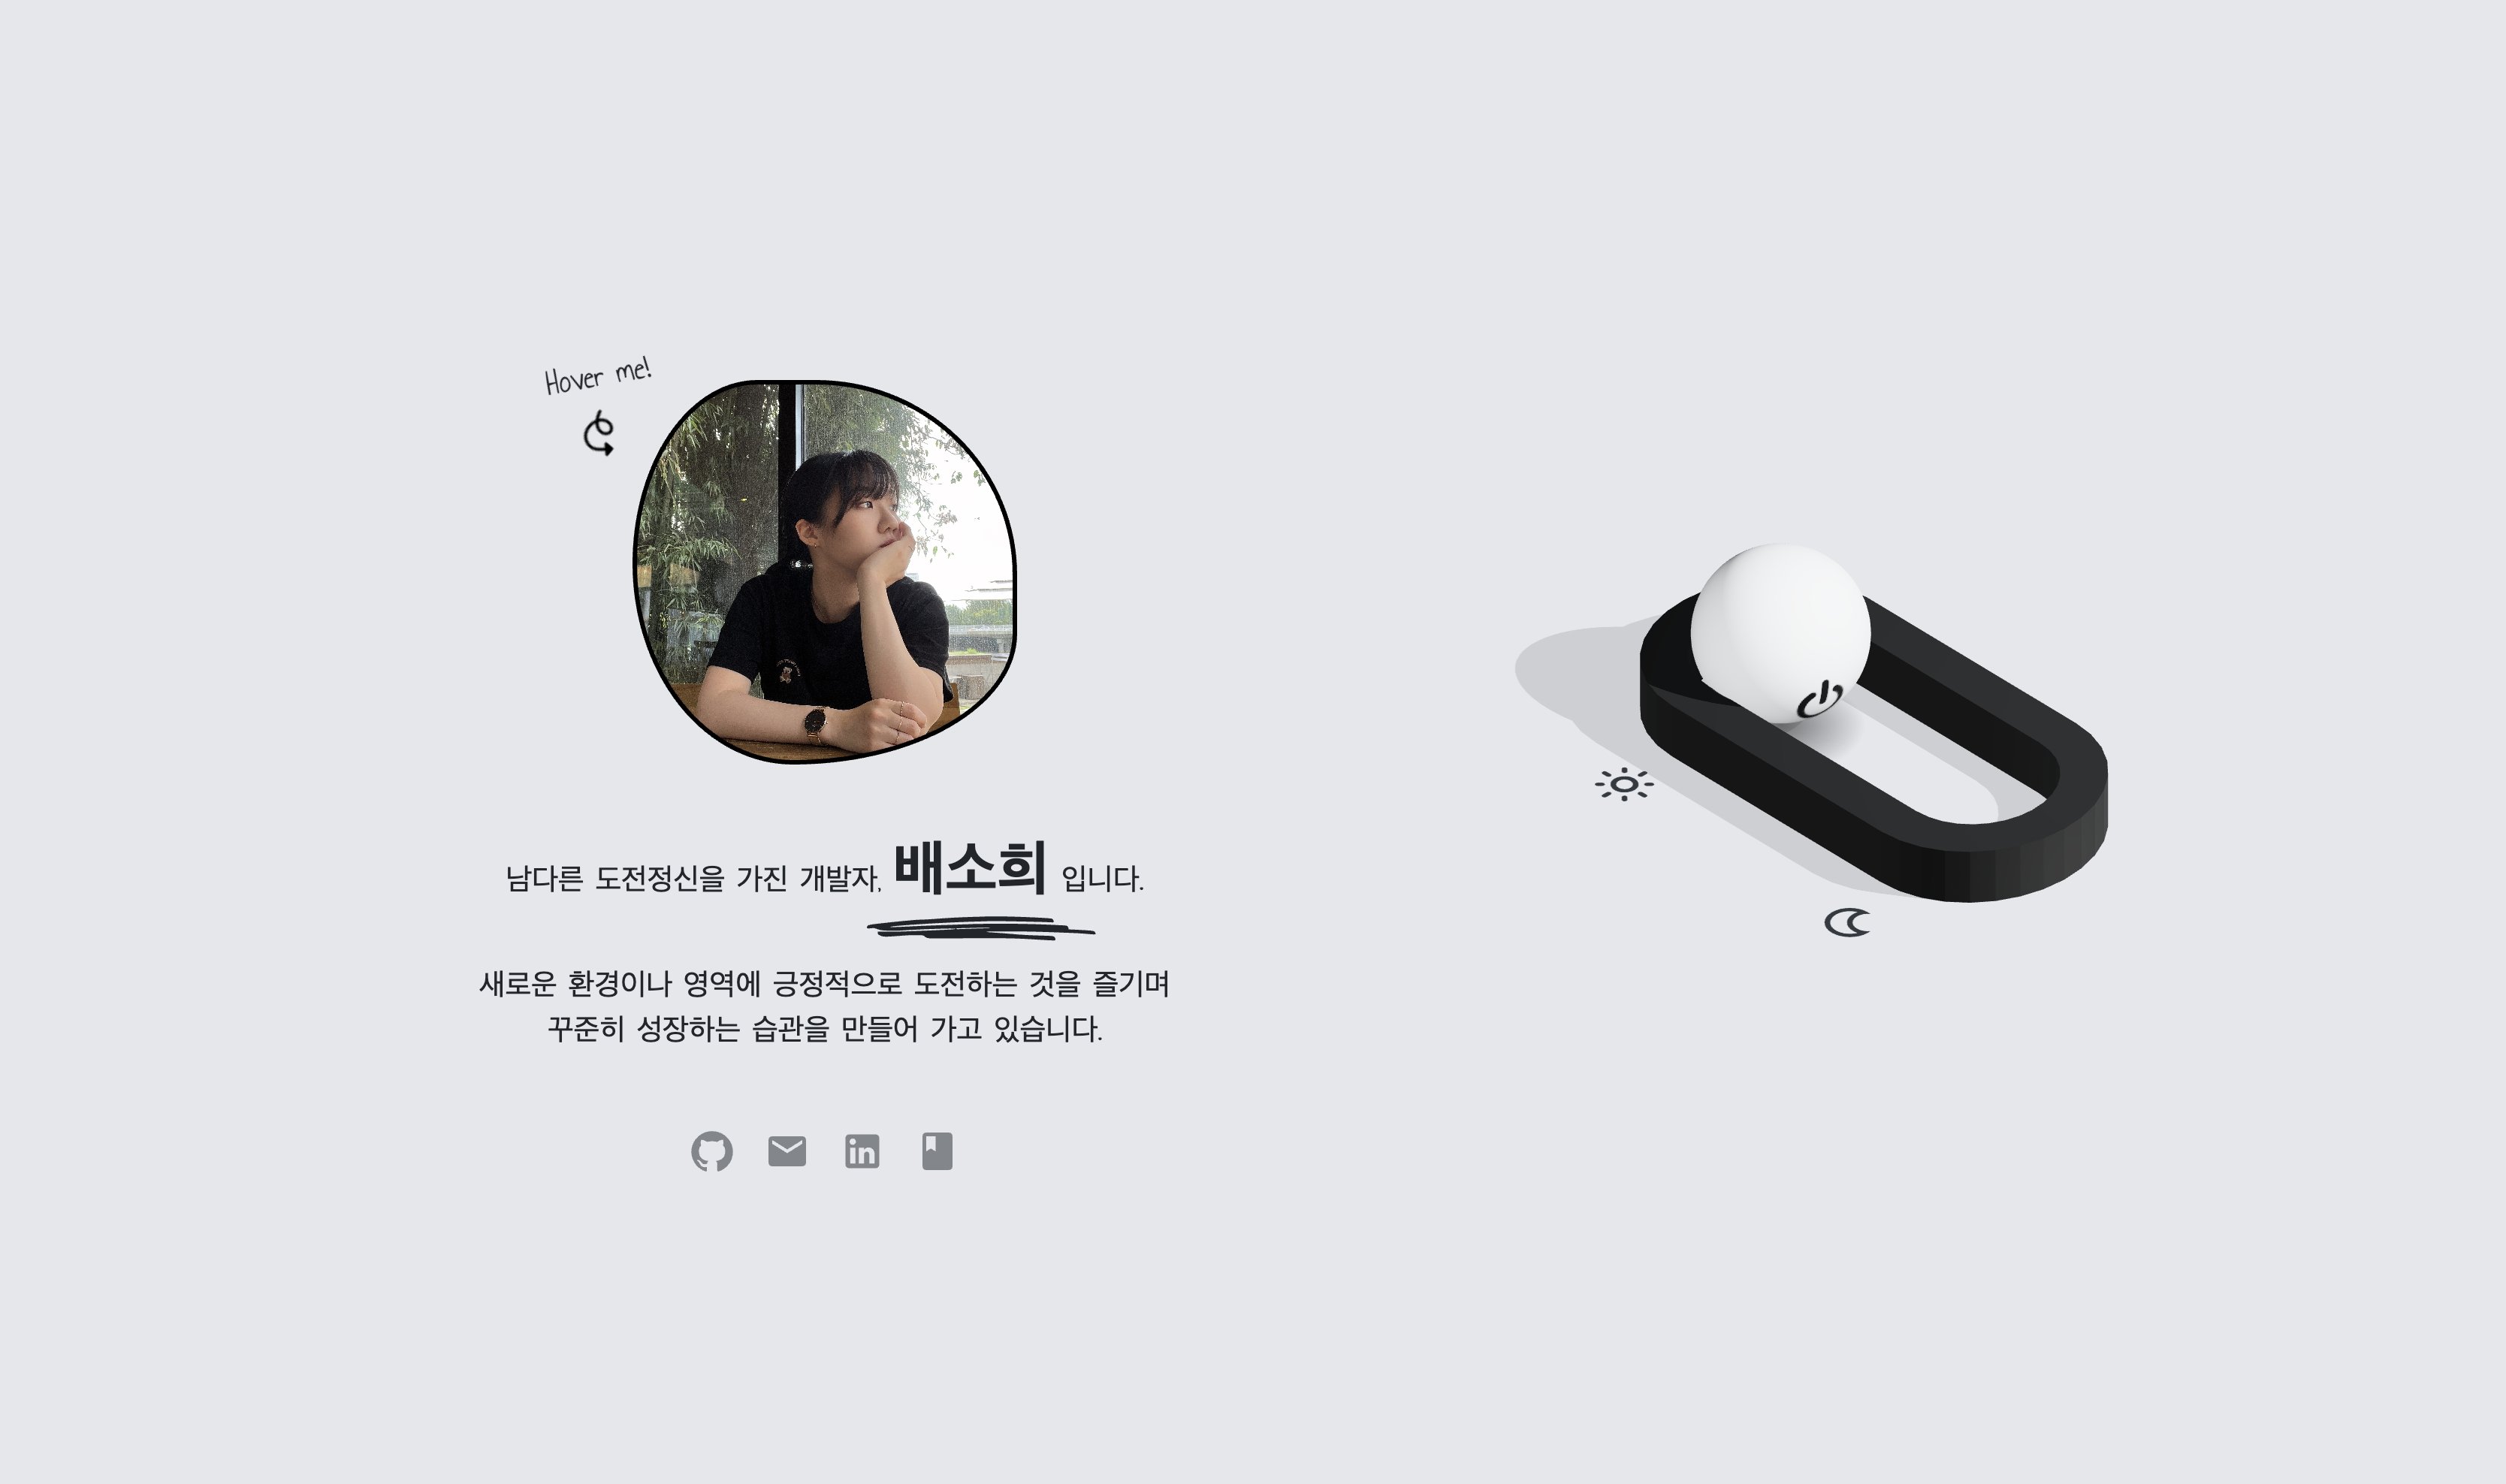 Hover me!
남다른 도전정신을 가진 개발자, 배소희 입니다.
새로운 환경이나 영역에 긍정적으로 도전하는 것을 즐기며
꾸준히 성장하는 습관을 만들어 가고 있습니다.
in